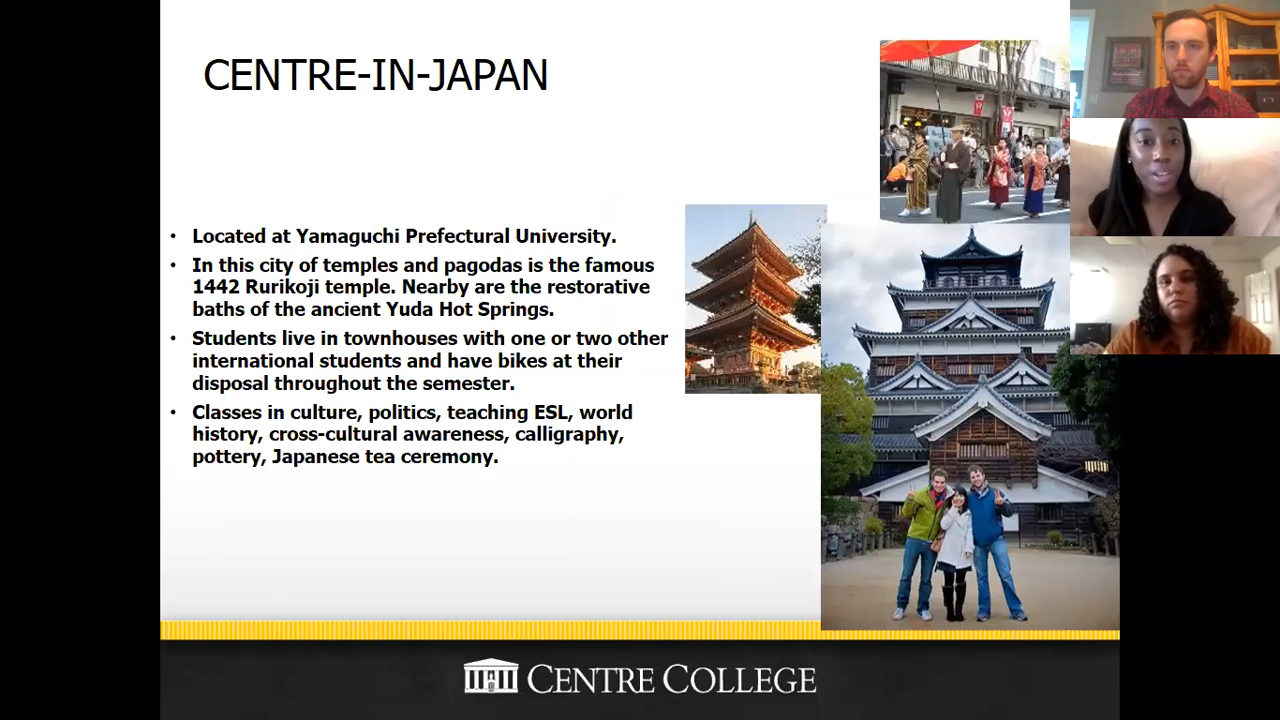 CENTRE-IN-JAPAN
• Located at Yamaguchi Prefectural University.
• In this city of temples and pagodas is the famous
1442 Rurikoji temple. Nearby are the restorative
baths of the ancient Yuda Hot Springs.
• Students live in townhouses with one or two other
international students and have bikes at their
disposal throughout the semester.
• Classes in culture, politics, teaching ESL, world
history, cross-cultural awareness, calligraphy,
pottery, Japanese tea ceremony.
CENTRE COLLEGE